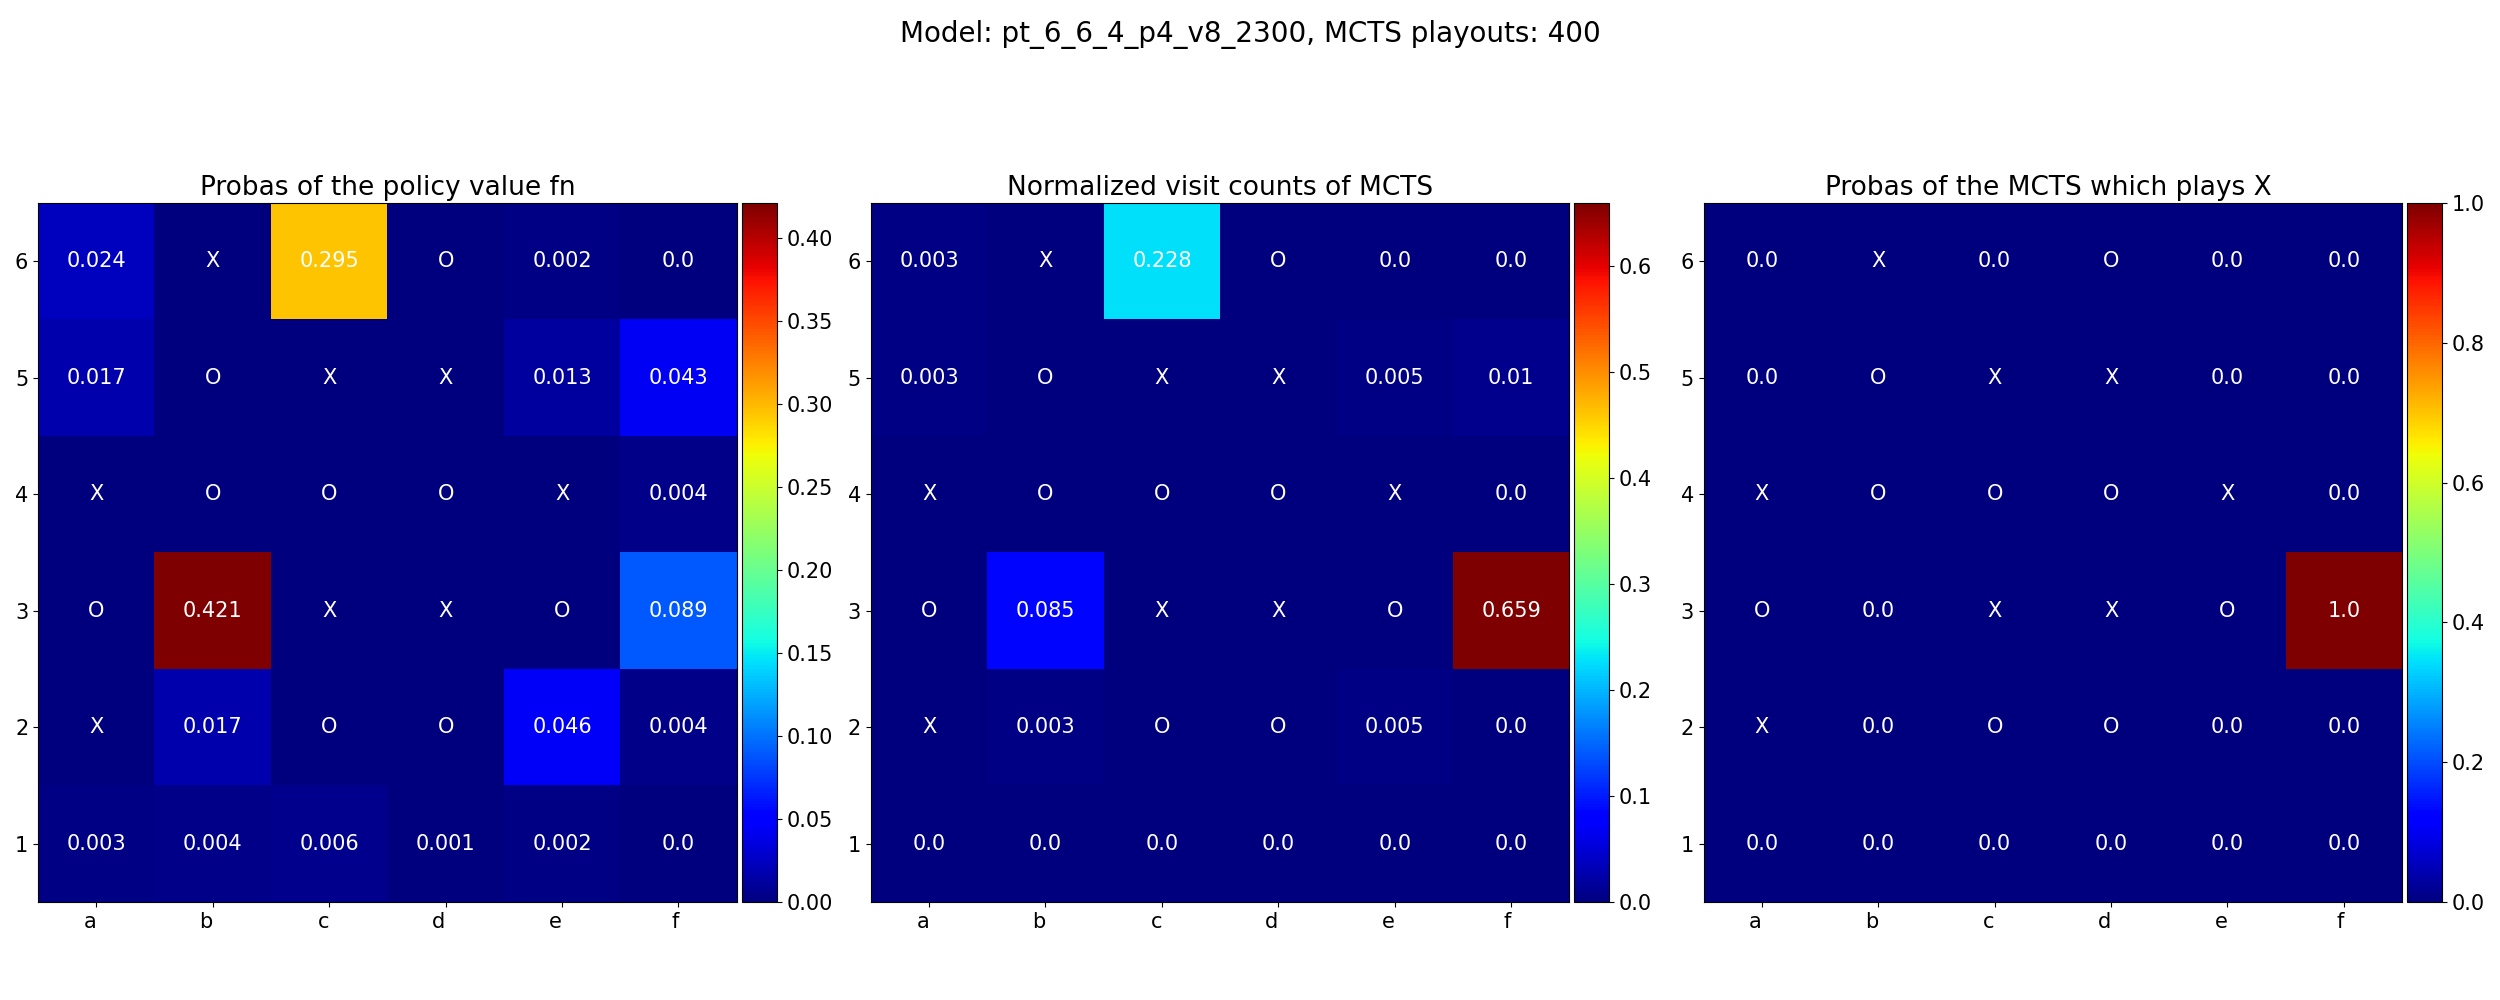 Model: pt_6_6_4_p4_v8_2300, MCTS playouts: 400
Probas of the policy value fn
6 0.024 X 0.295 O 0.002 0.0
5 0.017 O X X 0.013 0.043
4 X O O O X 0.004
3 O 0.421 X X O 0.089
2 X 0.017 O O 0.046 0.004
1 0.003 0.004 0.006 0.001 0.002 0.0
a b c d e f
0.40
0.35
0.30
0.25
0.20
0.15
0.10
0.05
0.00
Normalized visit counts of MCTS
6 0.003 X 0.228 O 0.0 0.0
5 0.003 O X X 0.005 0.01
4 X O O O X 0.0
3 O 0.085 X X O 0.659
2 X 0.003 O O 0.005 0.0
1 0.0 0.0 0.0 0.0 0.0 0.0
a b c d e f
0.6
0.5
0.4
0.3
0.2
0.1
0.0
Probas of the MCTS which plays X
6 0.0 X 0.0 O 0.0 0.0
5 0.0 O X X 0.0 0.0
4 X O O O X 0.0
3 O 0.0 X X O 1.0
2 X 0.0 O O 0.0 0.0
1 0.0 0.0 0.0 0.0 0.0 0.0
a b c d e f
1.0
0.8
0.6
0.4
0.2
0.0